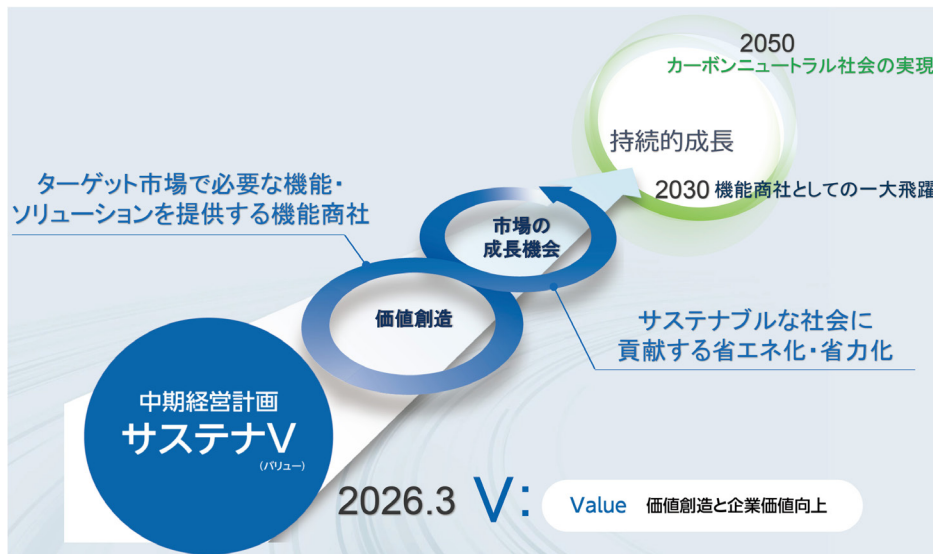 2050
カーボンニュートラル社会の実現
持続的成長
2030 機能商社としての一大飛躍
ターゲット市場で必要な機能・
ソリューションを提供する機能商社
市場の
成長機会
価値創造
サステナブルな社会に
貢献する省エネ化・省力化
中期経営計画
サステナV
(バリュー)
2026.3 V: Value 価値創造と企業価値向上